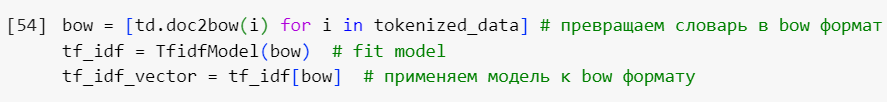 [54] bow = [td.doc2bow(i) for i in tokenized_data] # превращаем словарь в bow формат
tf_idf = TfidfModel(bow)  # fit model
tf_idf_vector = tf_idf[bow]  # применяем модель к bow формату